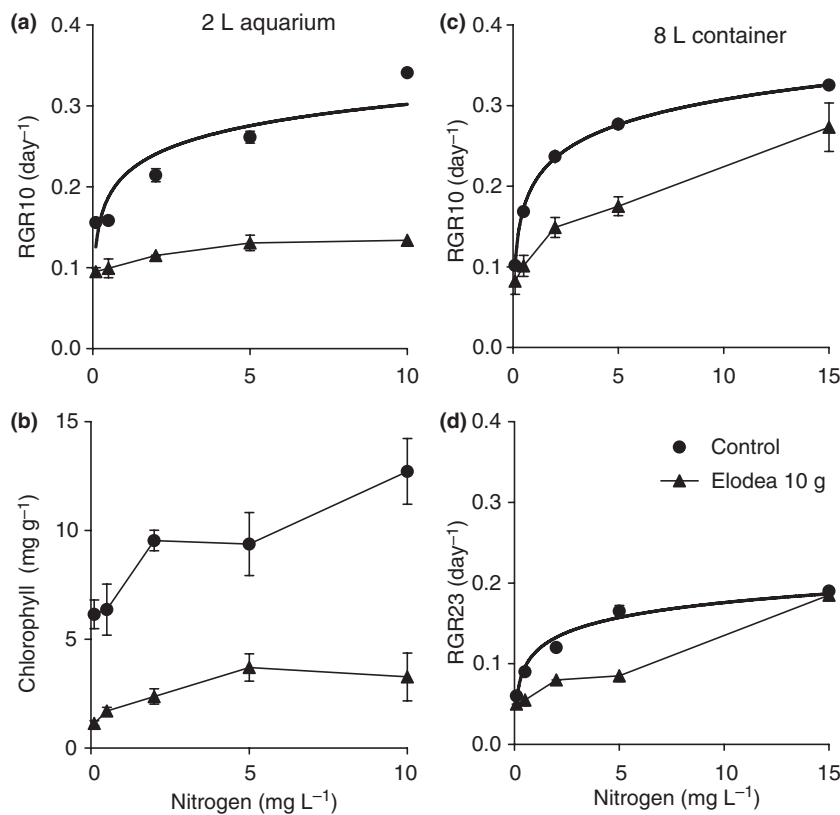 (a) 2 L aquarium
0.4
0.3
0.2
0.1
0.0
RGR10 (day⁻¹)
0 5 10
(b)
15
10
5
0
Chlorophyll (mg g⁻¹)
0 5 10
Nitrogen (mg L⁻¹)
(c) 8 L container
0.4
0.3
0.2
0.1
0.0
RGR10 (day⁻¹)
0 5 10 15
(d)
0.4
0.3
0.2
0.1
0.0
RGR23 (day⁻¹)
Control
Elodea 10 g
0 5 10 15
Nitrogen (mg L⁻¹)